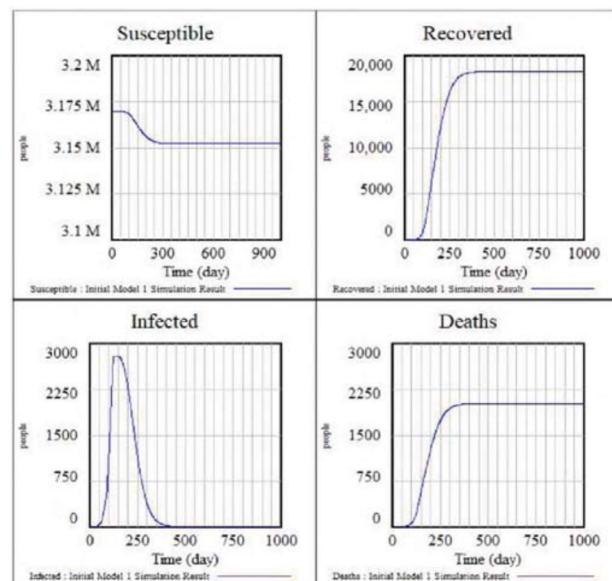 Susceptible
3.2 M
3.175 M
3.15 M
3.125 M
3.1 M
people
0 300 600 900
Time (day)
Susceptible : Initial Model 1 Simulation Result
Recovered
20,000
15,000
10,000
5000
0
people
0 250 500 750 1000
Time (day)
Recovered : Initial Model 1 Simulation Result
Infected
3000
2250
1500
750
0
people
0 250 500 750 1000
Time (day)
Infected : Initial Model 1 Simulation Result
Deaths
3000
2250
1500
750
0
people
0 250 500 750 1000
Time (day)
Deaths : Initial Model 1 Simulation Result